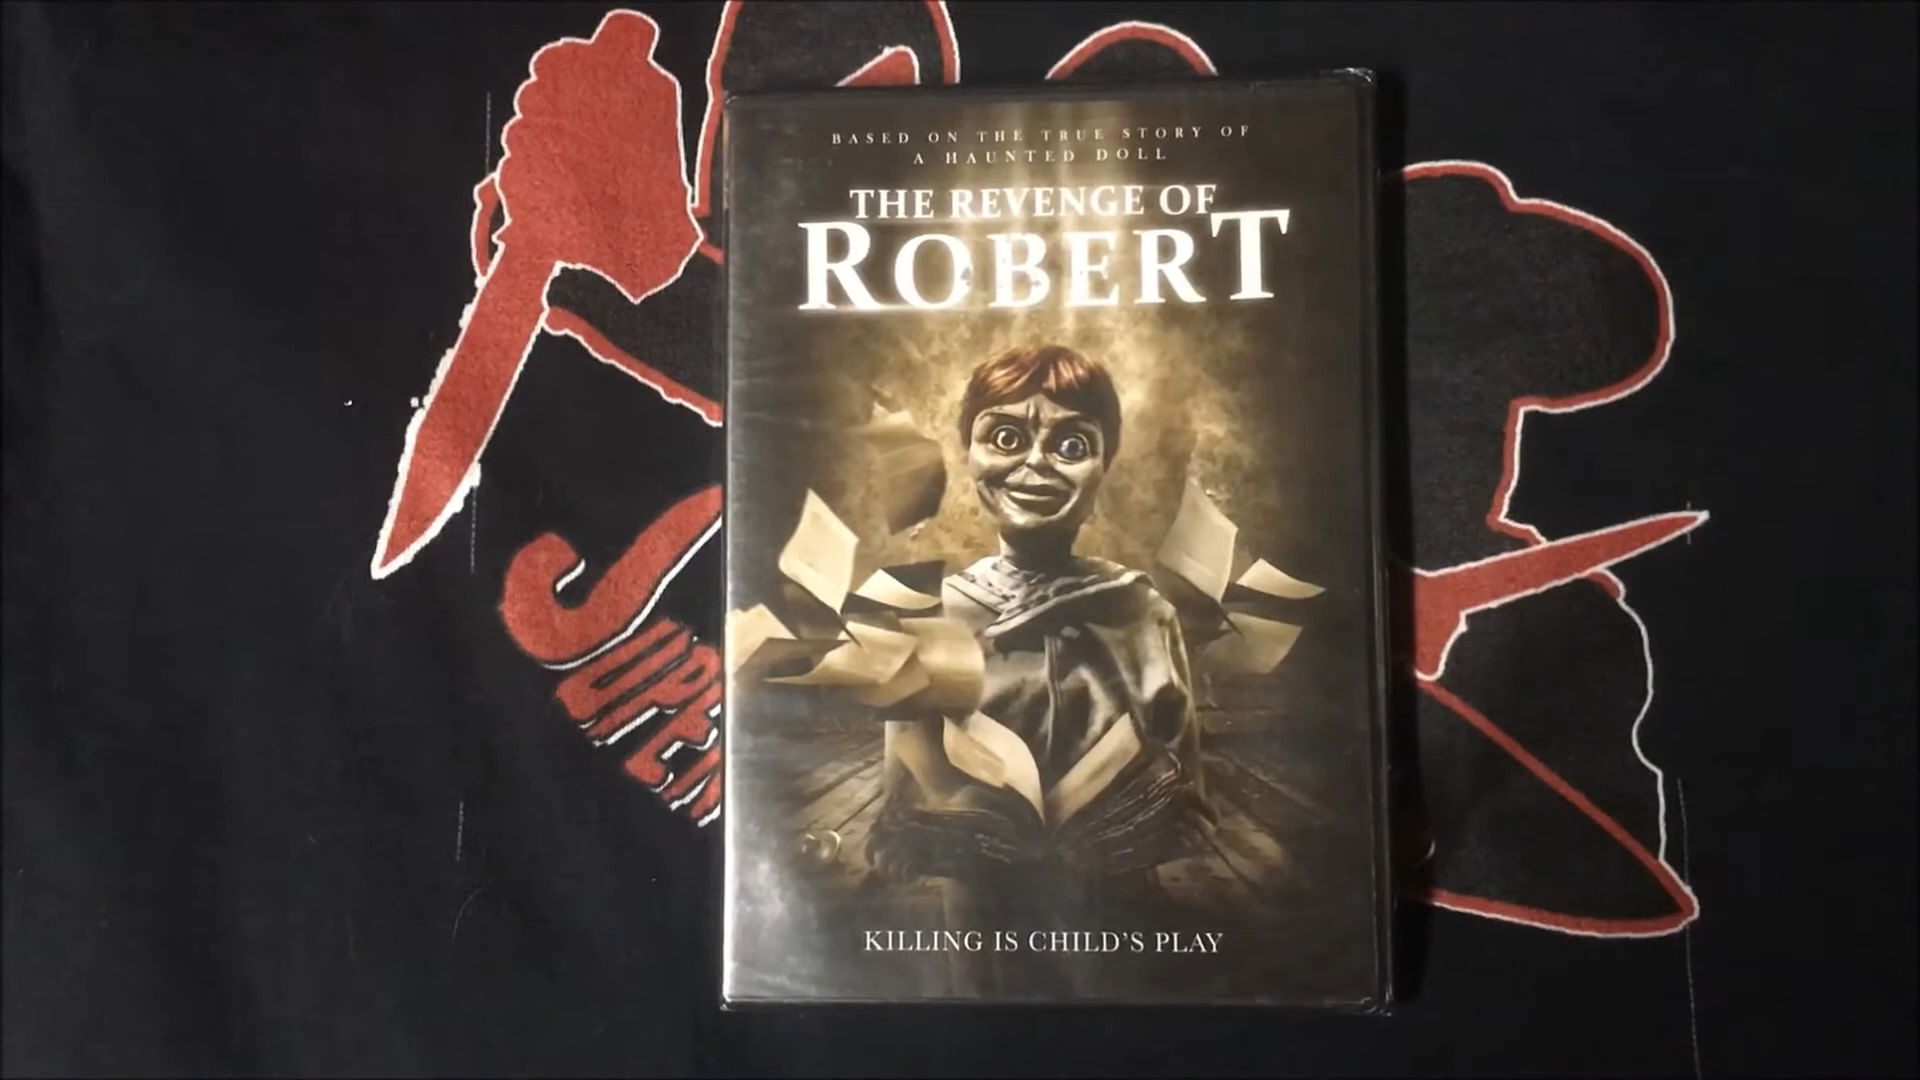 BASED ON THE TRUE STORY OF
A HAUNTED DOLL
THE REVENGE OF
ROBERT
KILLING IS CHILD'S PLAY